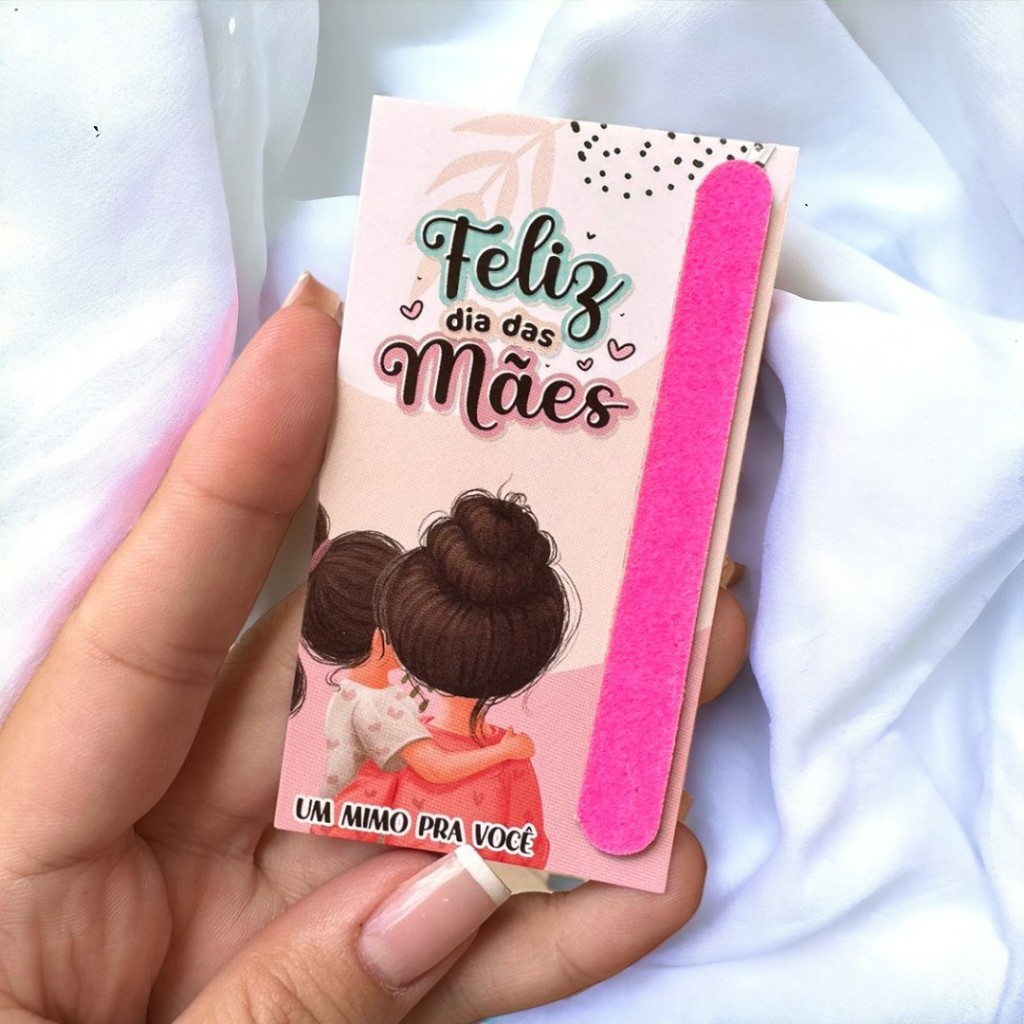 Feliz
dia das
Mães
UM MIMO PRA VOCÊ